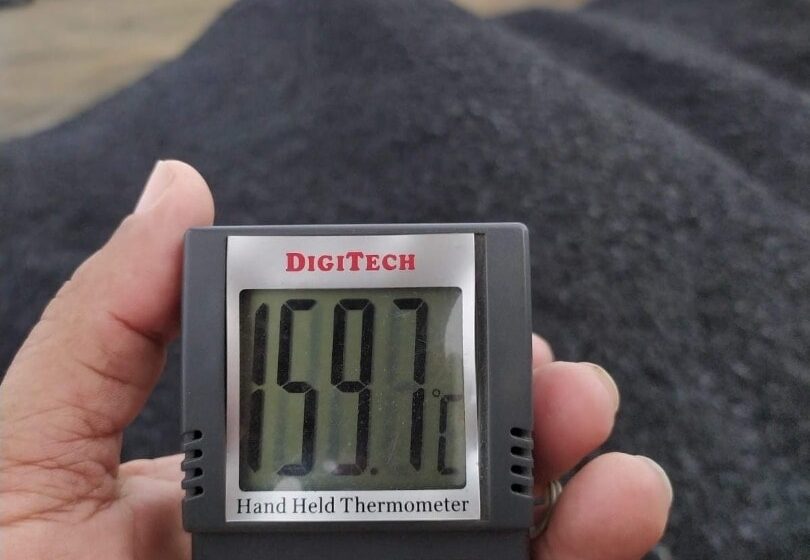 DIGITECH
159.7
°C
Hand Held Thermometer